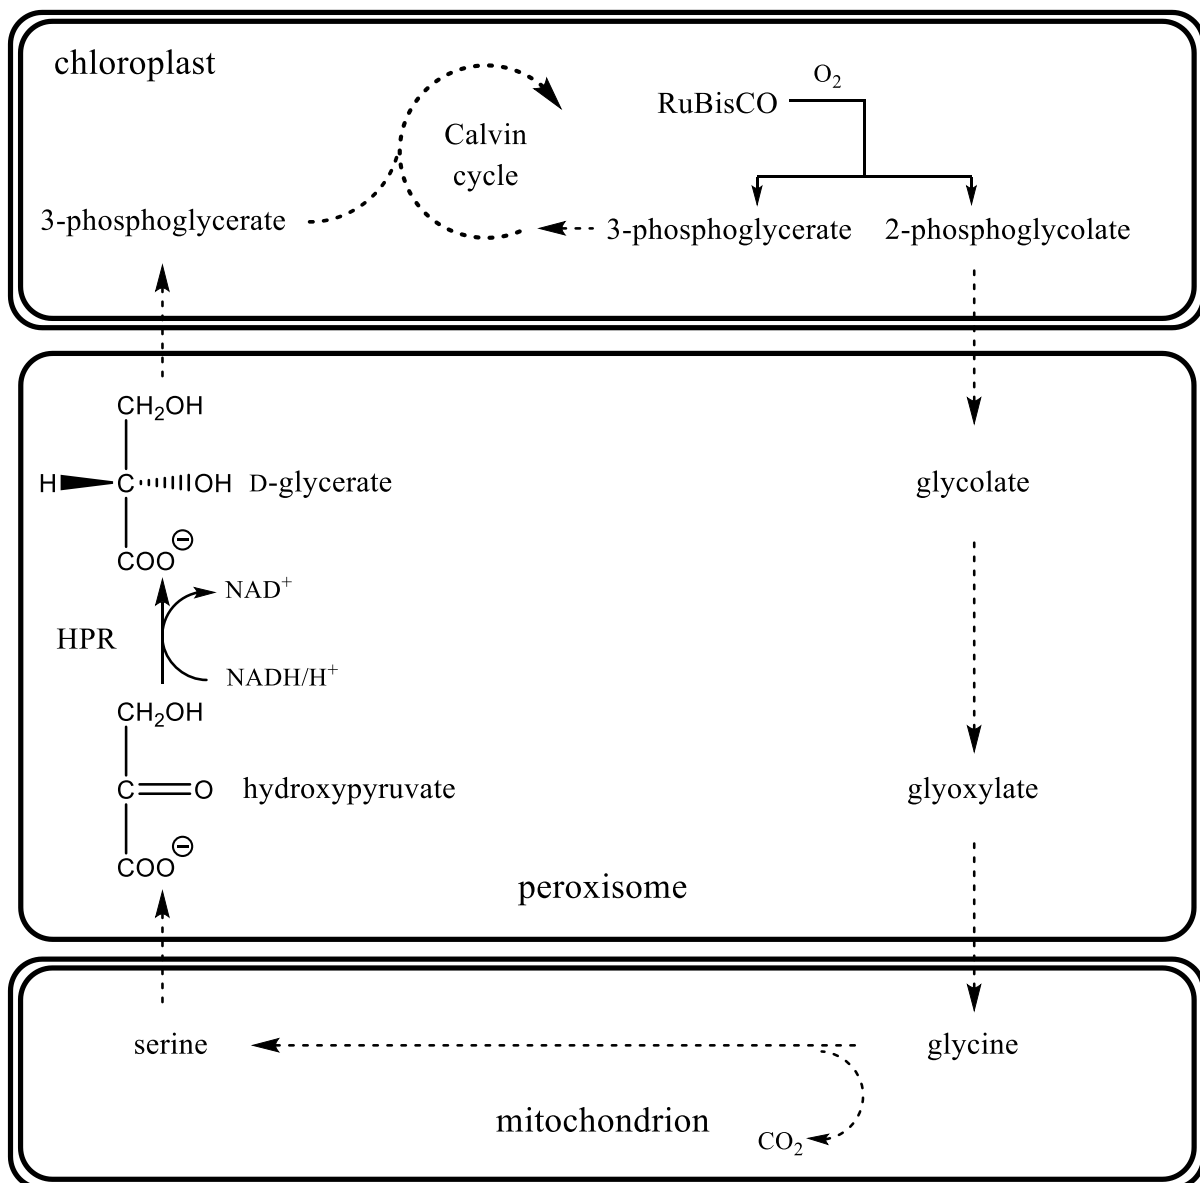 chloroplast
O₂
RuBisCO
Calvin
cycle
3-phosphoglycerate
3-phosphoglycerate
2-phosphoglycolate
CH₂OH
H C OH D-glycerate
glycolate
COO⊖
NAD⁺
HPR
NADH/H⁺
CH₂OH
C O hydroxypyruvate
glyoxylate
COO⊖
peroxisome
serine
glycine
mitochondrion
CO₂